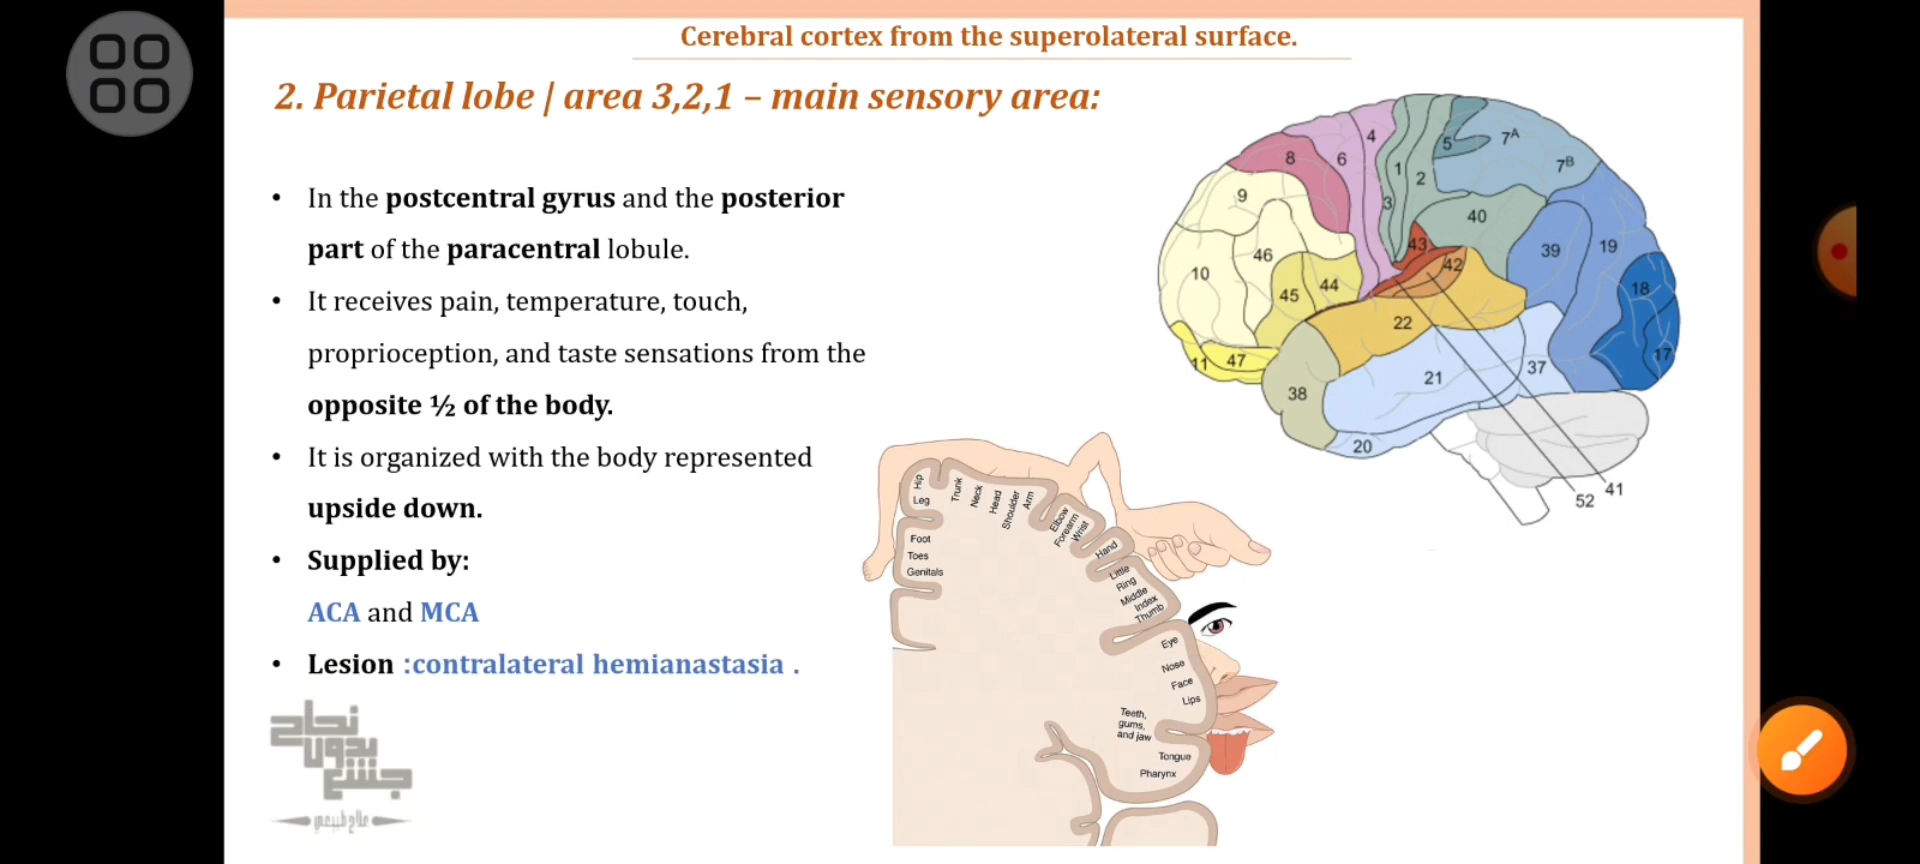 Cerebral cortex from the superolateral surface.
2. Parietal lobe | area 3,2,1 – main sensory area:
• In the postcentral gyrus and the posterior
part of the paracentral lobule.
• It receives pain, temperature, touch,
proprioception, and taste sensations from the
opposite ½ of the body.
• It is organized with the body represented
upside down.
• Supplied by:
ACA and MCA
• Lesion :contralateral hemianastasia .
نجاح
بدون
جشع
علاج طبيعي
4
8
6
5
7A
7B
1
2
3
9
40
43
39
19
46
42
10
18
45
44
22
17
11
47
37
21
38
20
41
52
Hip
Leg
Trunk
Neck
Head
Shoulder
Arm
Elbow
Forearm
Wrist
Hand
Foot
Toes
Genitals
Little
Ring
Middle
Index
Thumb
Eye
Nose
Face
Lips
Teeth,
gums,
and jaw
Tongue
Pharynx